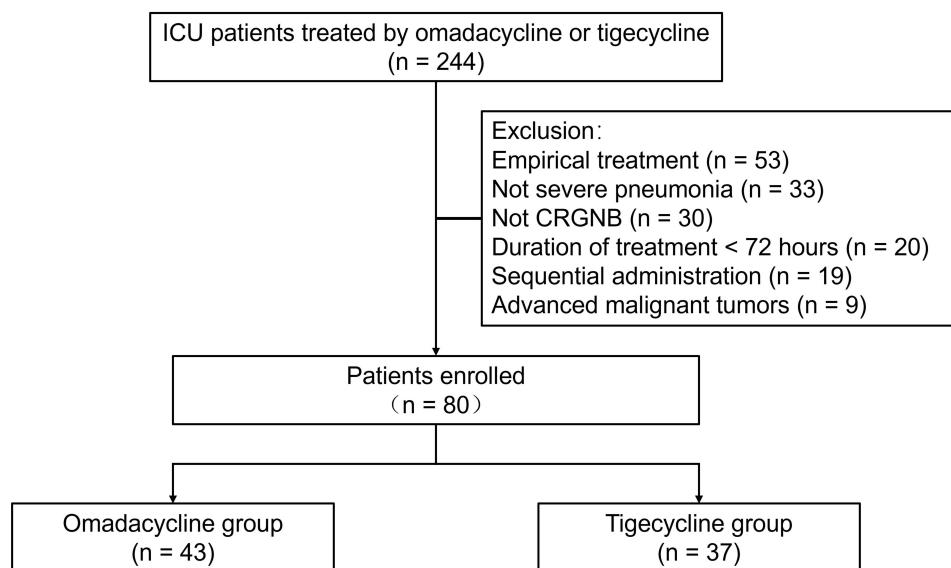 ICU patients treated by omadacycline or tigecycline
(n = 244)
Exclusion：
Empirical treatment (n = 53)
Not severe pneumonia (n = 33)
Not CRGNB (n = 30)
Duration of treatment < 72 hours (n = 20)
Sequential administration (n = 19)
Advanced malignant tumors (n = 9)
Patients enrolled
（n = 80）
Omadacycline group
(n = 43)
Tigecycline group
(n = 37)